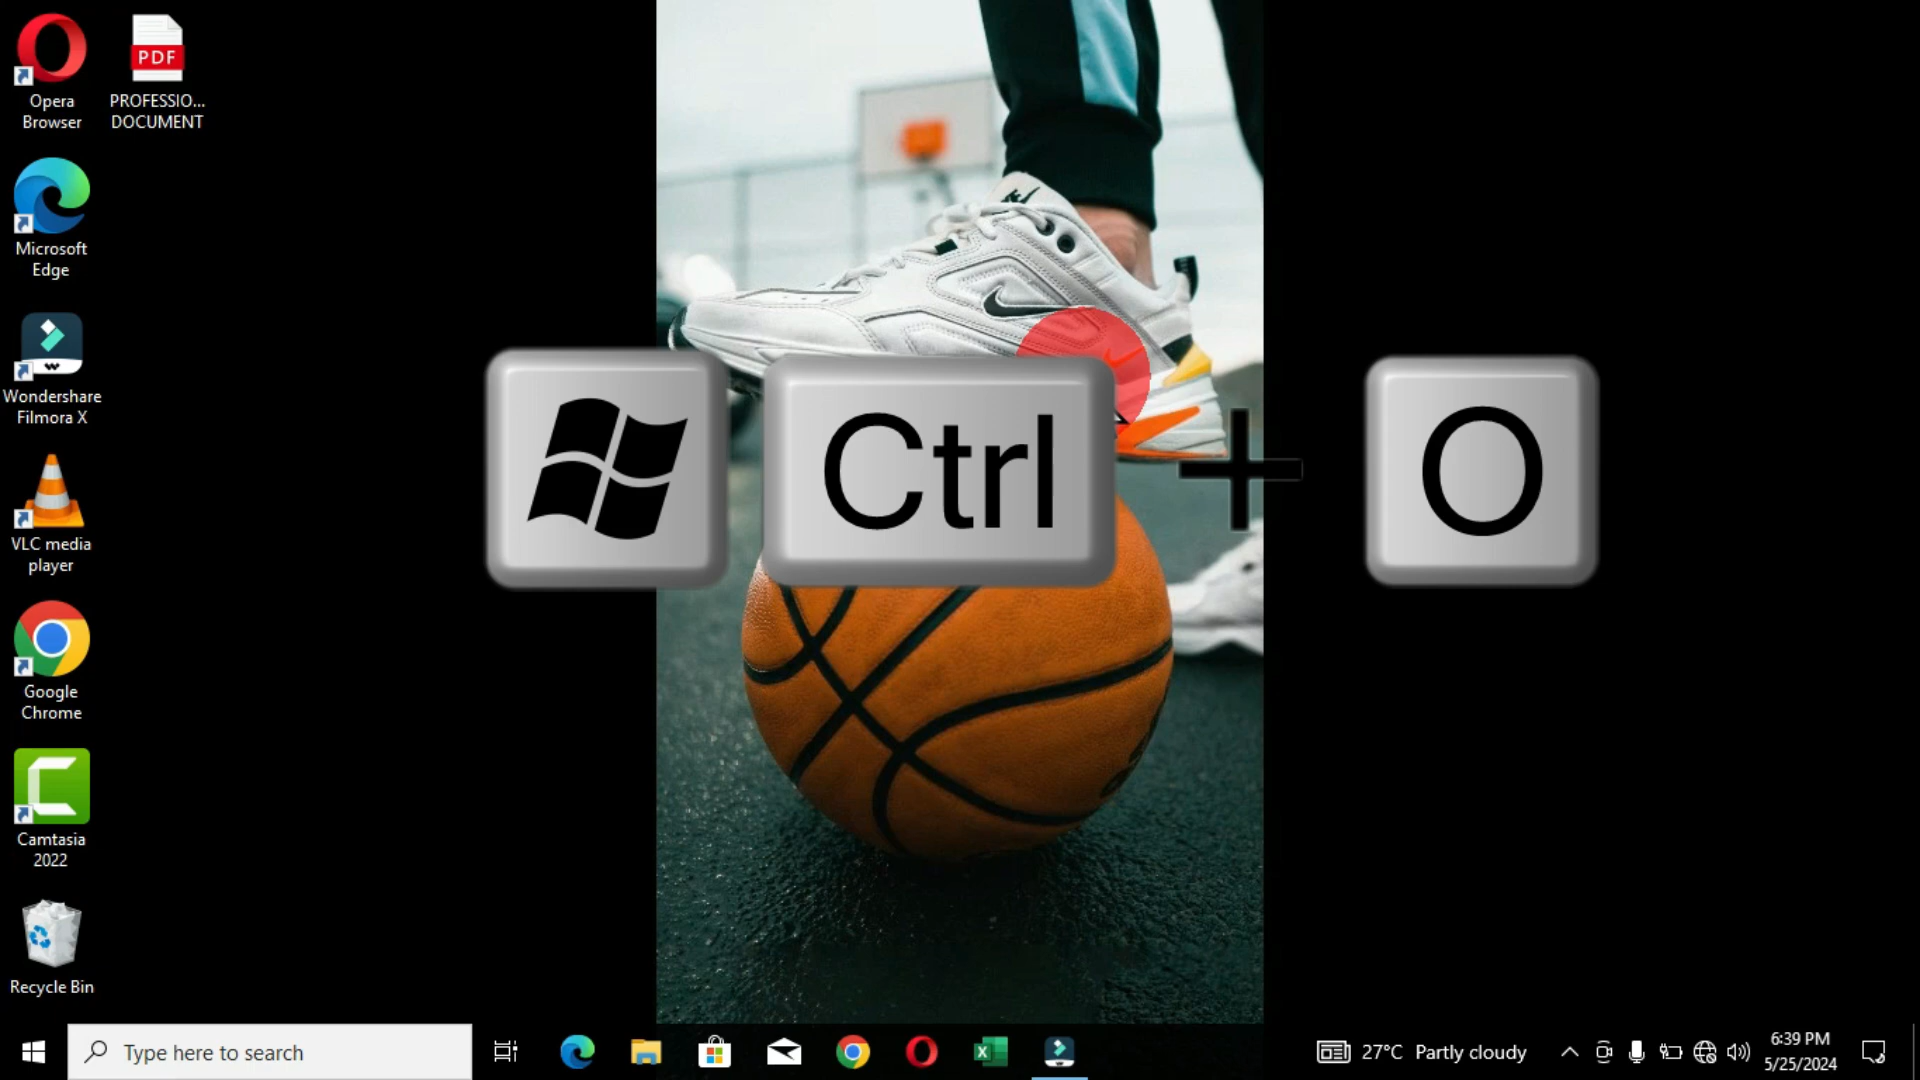 Opera
Browser
PDF
PROFESSIO...
DOCUMENT
Microsoft
Edge
Wondershare
Filmora X
VLC media
player
Google
Chrome
Camtasia
2022
Recycle Bin
Ctrl + O
Type here to search
27°C Partly cloudy
6:39 PM
5/25/2024